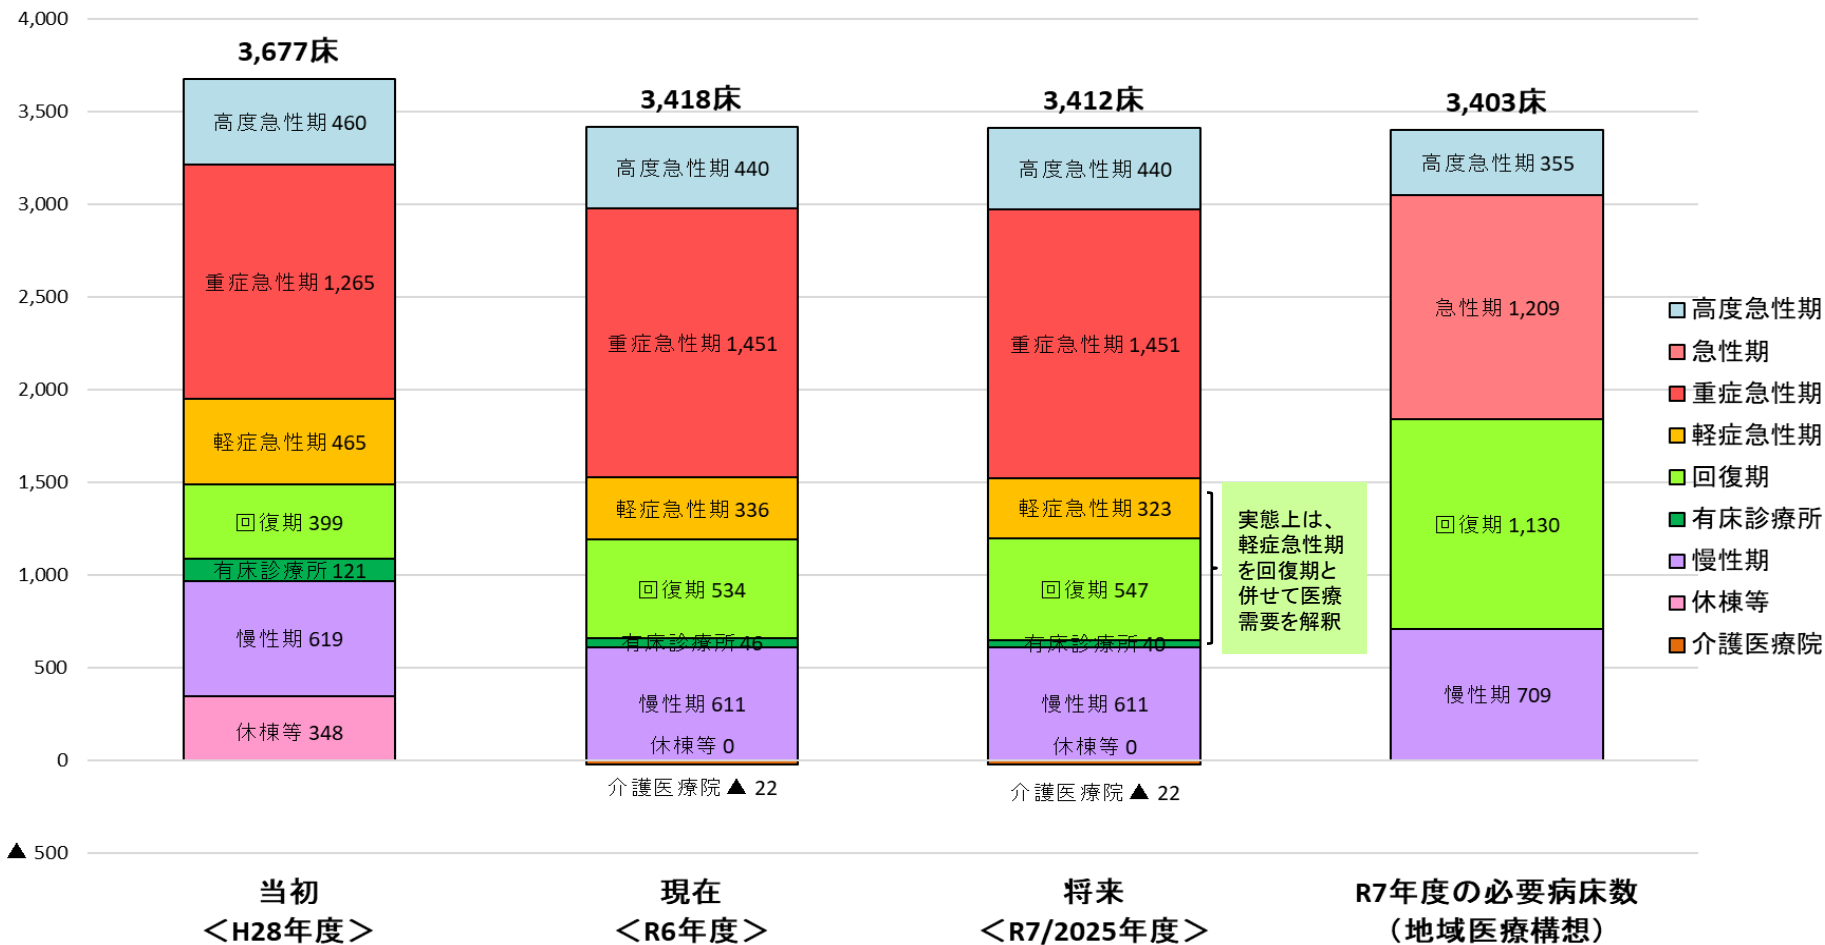 4,000
3,500
3,000
2,500
2,000
1,500
1,000
500
0
▲ 500
3,677床
高度急性期 460
重症急性期 1,265
軽症急性期 465
回復期 399
有床診療所 121
慢性期 619
休棟等 348
当初
＜H28年度＞
3,418床
高度急性期 440
重症急性期 1,451
軽症急性期 336
回復期 534
有床診療所 46
慢性期 611
休棟等 0
介護医療院 ▲ 22
現在
＜R6年度＞
3,412床
高度急性期 440
重症急性期 1,451
軽症急性期 323
回復期 547
有床診療所 40
慢性期 611
休棟等 0
介護医療院 ▲ 22
将来
＜R7/2025年度＞
実態上は、
軽症急性期
を回復期と
併せて医療
需要を解釈
3,403床
高度急性期 355
急性期 1,209
回復期 1,130
慢性期 709
R7年度の必要病床数
（地域医療構想）
高度急性期
急性期
重症急性期
軽症急性期
回復期
有床診療所
慢性期
休棟等
介護医療院